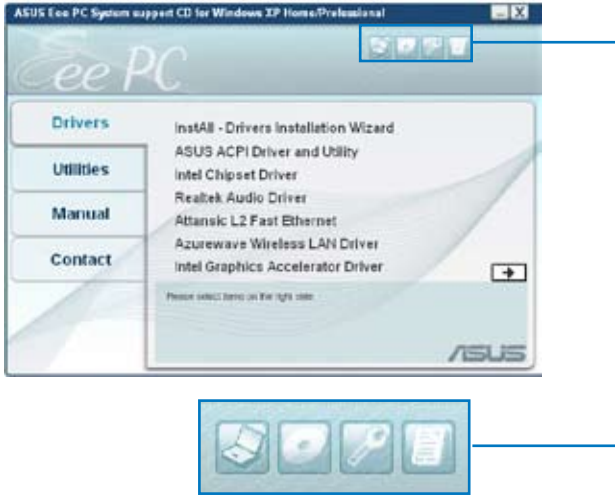 ASUS Eee PC System support CD for Windows XP Home/Professional
Eee PC
Drivers
Utilities
Manual
Contact
InstAll - Drivers Installation Wizard
ASUS ACPI Driver and Utility
Intel Chipset Driver
Realtek Audio Driver
Attansic L2 Fast Ethernet
Azurewave Wireless LAN Driver
Intel Graphics Accelerator Driver
Please select items on the right side
ASUS